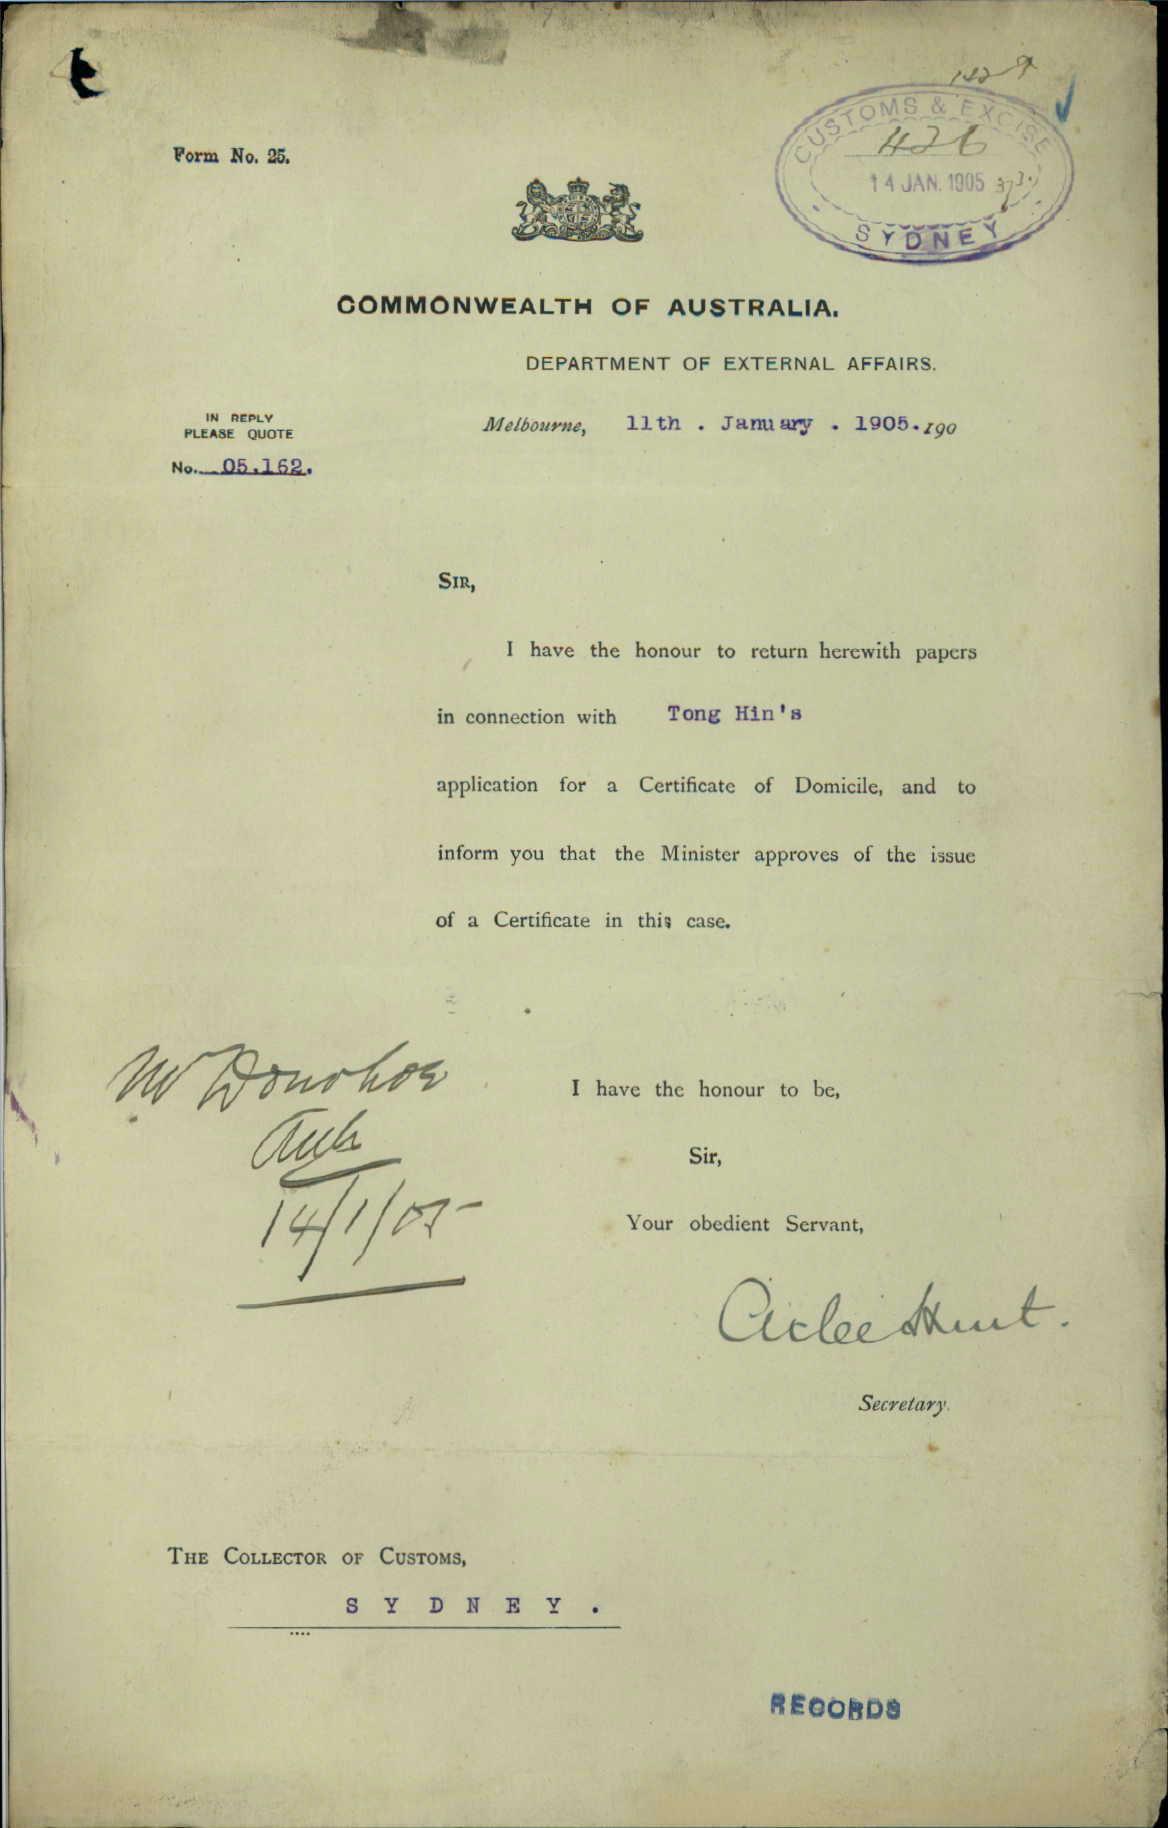 Form No. 25.
CUSTOMS & EXCISE
426
14 JAN. 1905
SYDNEY
COMMONWEALTH OF AUSTRALIA.
DEPARTMENT OF EXTERNAL AFFAIRS.
IN REPLY
PLEASE QUOTE
No. 05.162.
Melbourne, 11th . January . 1905. 190
SIR,
I have the honour to return herewith papers
in connection with Tong Hin's
application for a Certificate of Domicile, and to
inform you that the Minister approves of the issue
of a Certificate in this case.
Mr Donohoe
14/1/05
I have the honour to be,
Sir,
Your obedient Servant,
Atlee Hunt.
Secretary.
THE COLLECTOR OF CUSTOMS,
SYDNEY.
RECORDS